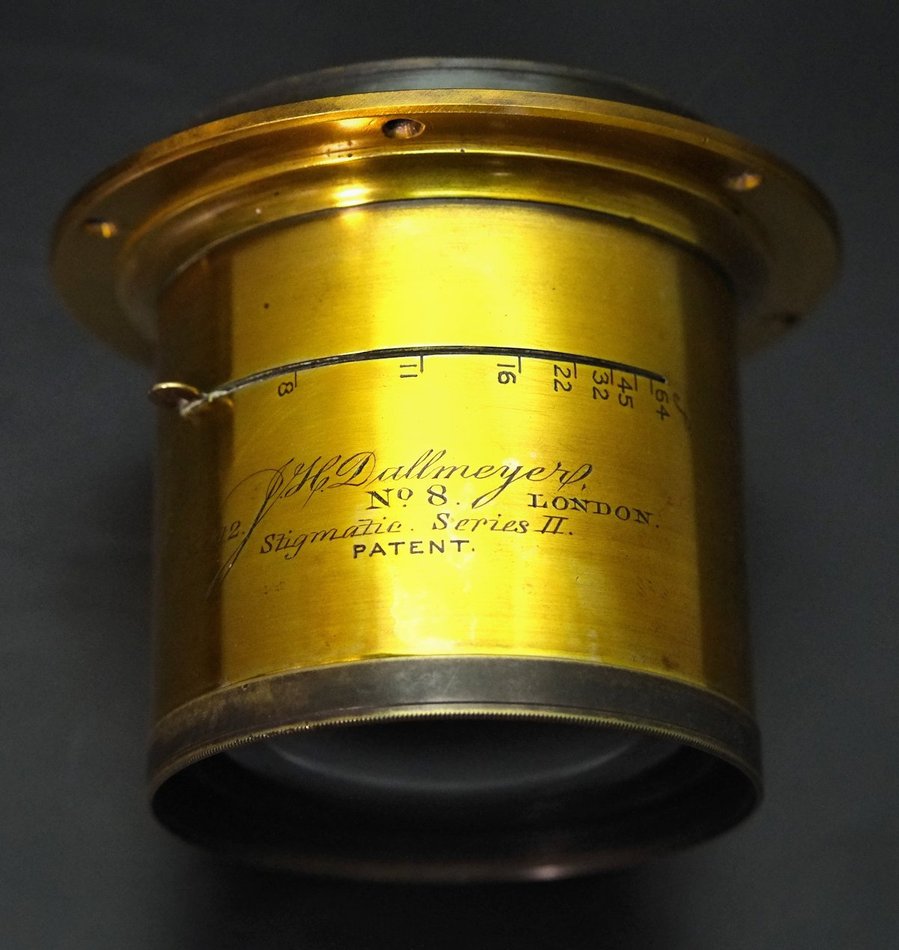 8 11 16 22 32 45 64
J.H. Dallmeyer,
No 8. LONDON.
Stigmatic. Series II.
PATENT.